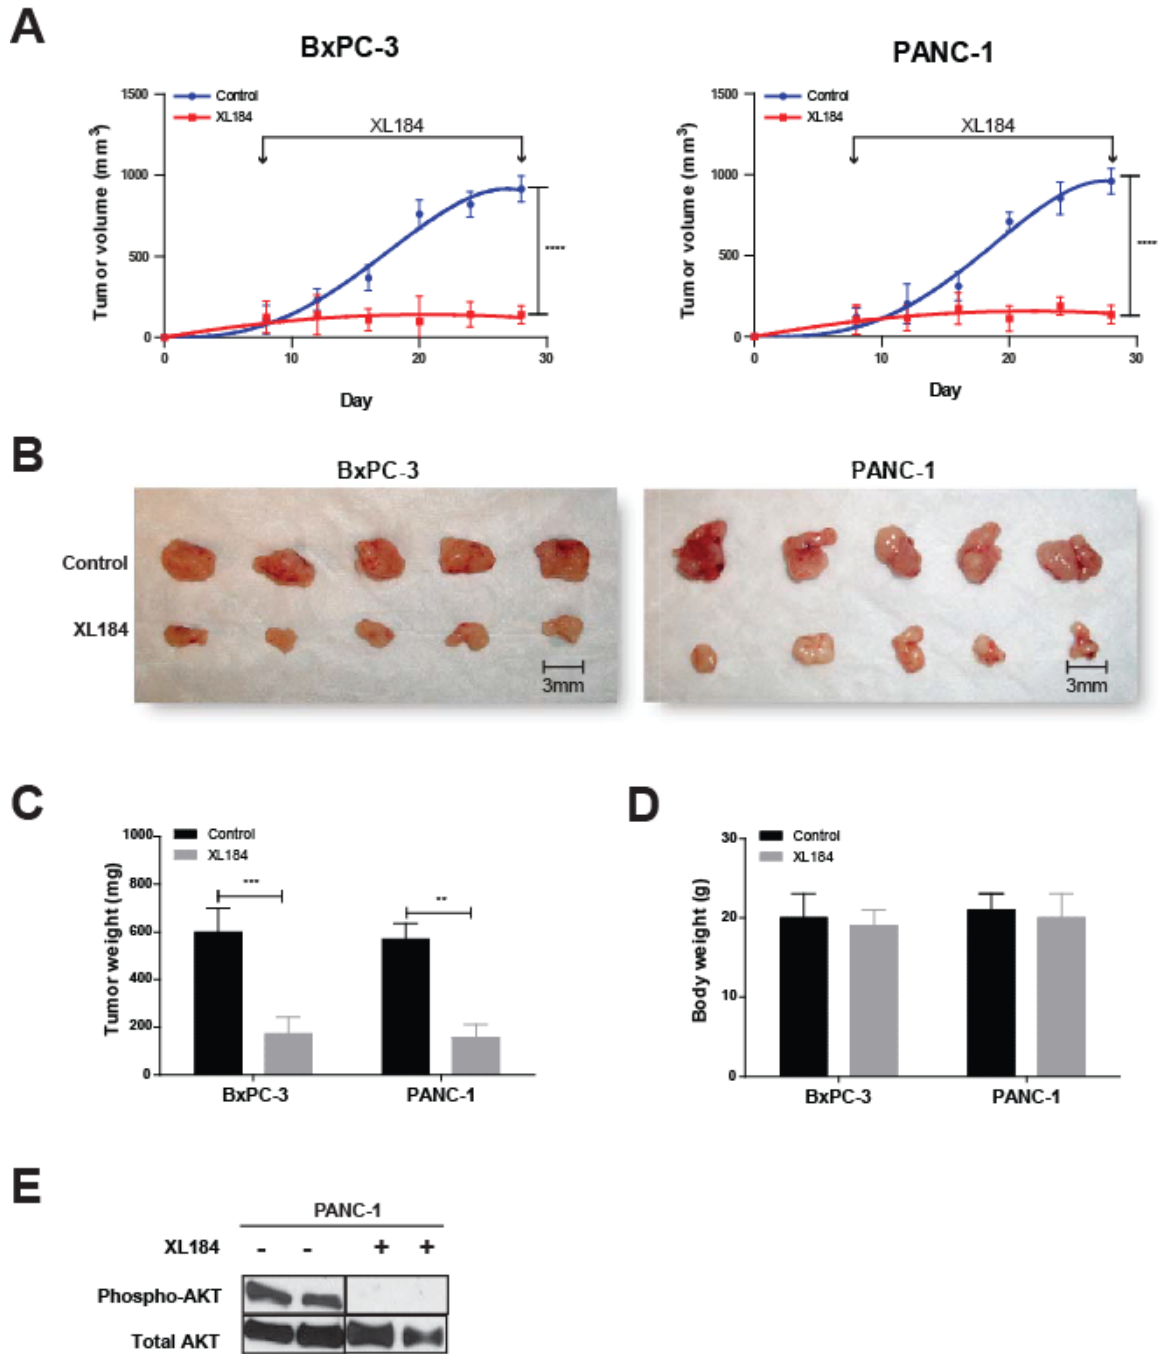 A
BxPC-3
PANC-1
1500
1000
500
0
Tumor volume (mm³)
Control
XL184
XL184
0
10
20
30
Day
****
1500
1000
500
0
Tumor volume (mm³)
Control
XL184
XL184
0
10
20
30
Day
****
B
BxPC-3
PANC-1
Control
XL184
3mm
3mm
C
1000
800
600
400
200
0
Tumor weight (mg)
Control
XL184
***
**
BxPC-3
PANC-1
D
30
20
10
0
Body weight (g)
Control
XL184
BxPC-3
PANC-1
E
PANC-1
XL184 - - + +
Phospho-AKT
Total AKT